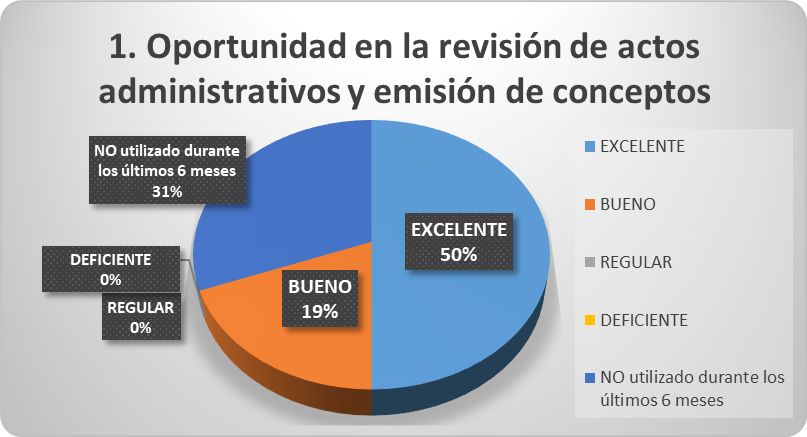 1. Oportunidad en la revisión de actos
administrativos y emisión de conceptos
NO utilizado durante
los últimos 6 meses
31%
EXCELENTE
50%
DEFICIENTE
0%
BUENO
19%
REGULAR
0%
EXCELENTE
BUENO
REGULAR
DEFICIENTE
NO utilizado durante los
últimos 6 meses